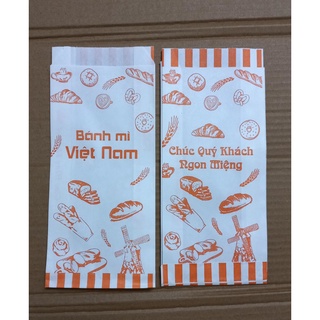 Bánh mì
Việt Nam
Chúc Quý Khách
Ngon Miệng